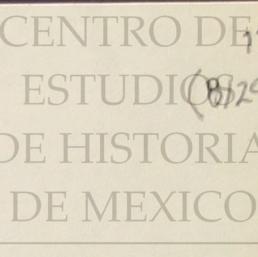 CENTRO DE
ESTUDIOS
DE HISTORIA
DE MEXICO